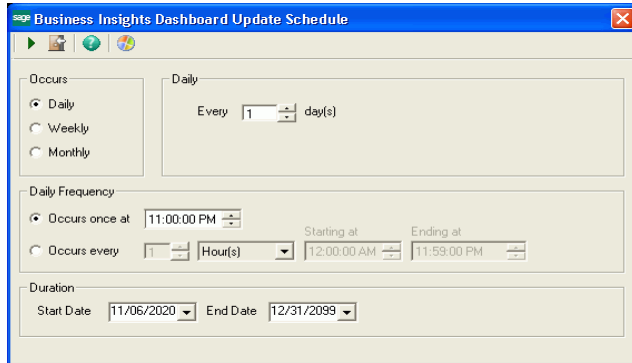 sage Business Insights Dashboard Update Schedule
Occurs
Daily
Weekly
Monthly
Daily
Every 1 day(s)
Daily Frequency
Occurs once at 11:00:00 PM
Starting at Ending at
Occurs every 1 Hour(s) 12:00:00 AM 11:59:00 PM
Duration
Start Date 11/06/2020 End Date 12/31/2099